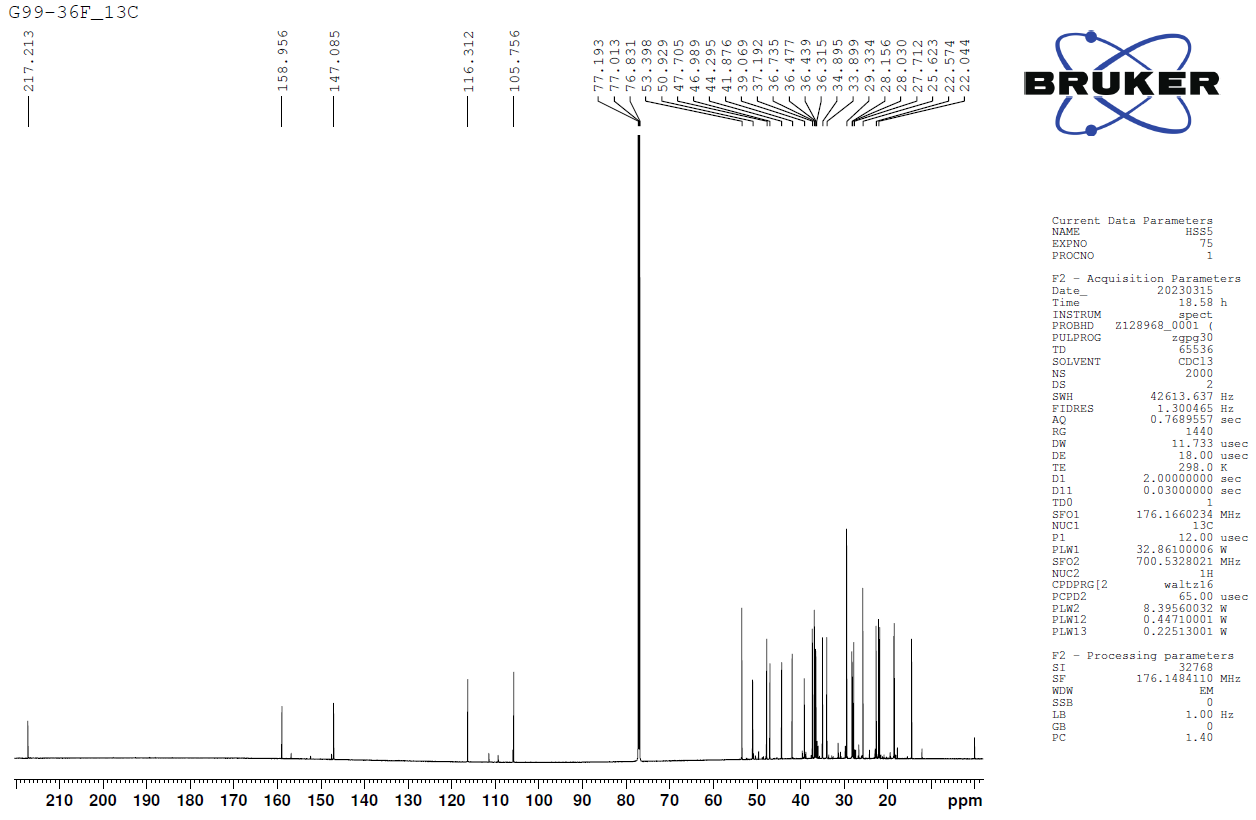 G99-36F_13C
217.213
158.956
147.085
116.312
105.756
77.193
77.013
76.831
53.398
50.929
47.705
46.989
44.295
41.876
39.069
37.192
36.735
36.477
36.439
36.315
34.895
33.899
29.334
28.156
28.030
27.712
25.623
22.574
22.044
BRUKER
Current Data Parameters
NAME HSS5
EXPNO 75
PROCNO 1
F2 - Acquisition Parameters
Date_ 20230315
Time 18.58 h
INSTRUM spect
PROBHD Z128968_0001 (
PULPROG zgpg30
TD 65536
SOLVENT CDCl3
NS 2000
DS 2
SWH 42613.637 Hz
FIDRES 1.300465 Hz
AQ 0.7689557 sec
RG 1440
DW 11.733 usec
DE 18.00 usec
TE 298.0 K
D1 2.00000000 sec
D11 0.03000000 sec
TD0 1
SFO1 176.1660234 MHz
NUC1 13C
P1 12.00 usec
PLW1 32.86100006 W
SFO2 700.5328021 MHz
NUC2 1H
CPDPRG[2 waltz16
PCPD2 65.00 usec
PLW2 8.39560032 W
PLW12 0.44710001 W
PLW13 0.22513001 W
F2 - Processing parameters
SI 32768
SF 176.1484110 MHz
WDW EM
SSB 0
LB 1.00 Hz
GB 0
PC 1.40
210 200 190 180 170 160 150 140 130 120 110 100 90 80 70 60 50 40 30 20 ppm